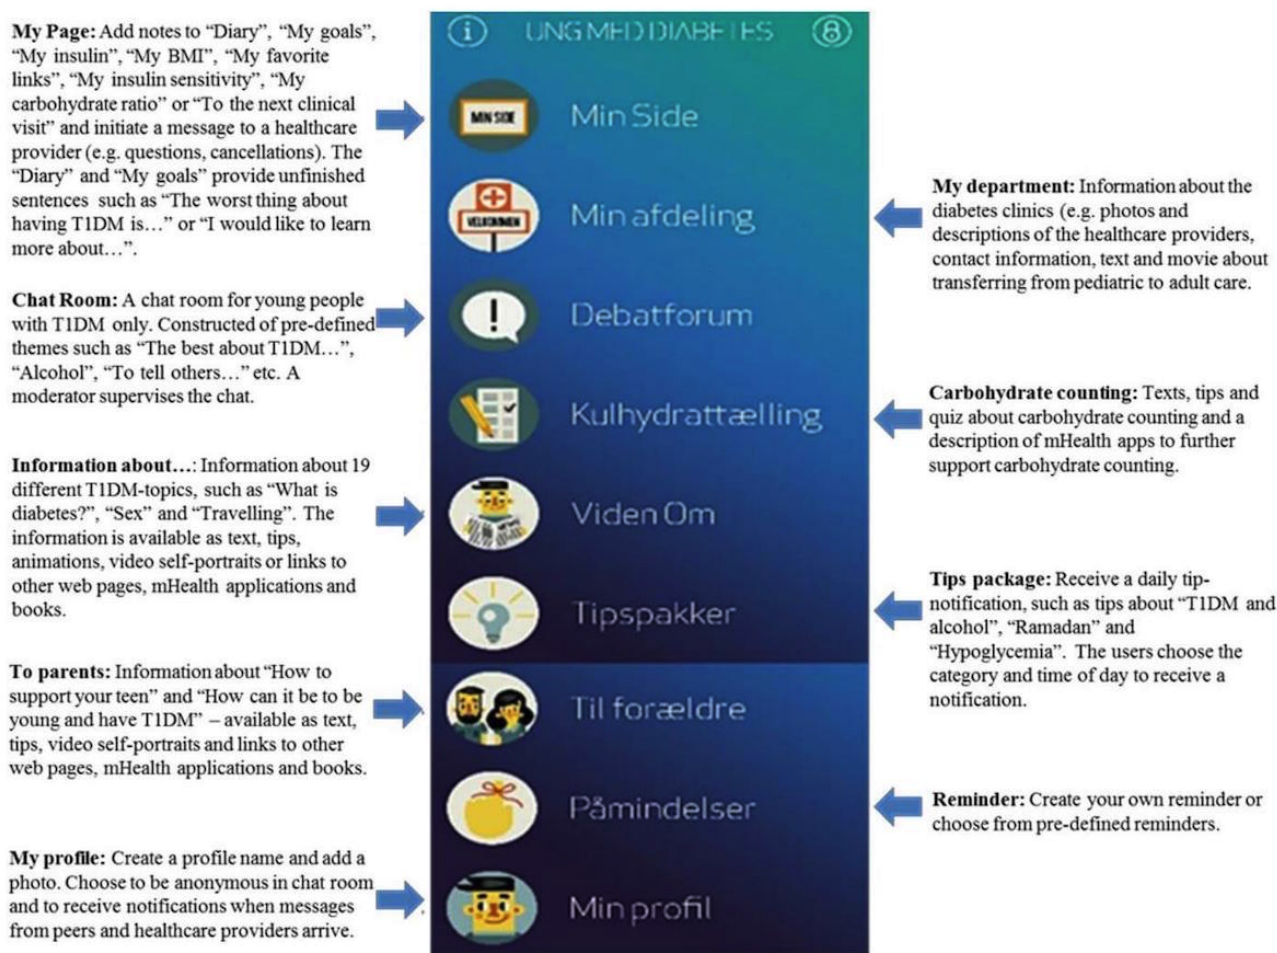 My Page: Add notes to “Diary”, “My goals”,
“My insulin”, “My BMI”, “My favorite
links”, “My insulin sensitivity”, “My
carbohydrate ratio” or “To the next clinical
visit” and initiate a message to a healthcare
provider (e.g. questions, cancellations). The
“Diary” and “My goals” provide unfinished
sentences such as “The worst thing about
having T1DM is…” or “I would like to learn
more about…”.
Chat Room: A chat room for young people
with T1DM only. Constructed of pre-defined
themes such as “The best about T1DM…”,
“Alcohol”, “To tell others…” etc. A
moderator supervises the chat.
Information about…: Information about 19
different T1DM-topics, such as “What is
diabetes?”, “Sex” and “Travelling”. The
information is available as text, tips,
animations, video self-portraits or links to
other web pages, mHealth applications and
books.
To parents: Information about “How to
support your teen” and “How can it be to be
young and have T1DM” – available as text,
tips, video self-portraits and links to other
web pages, mHealth applications and books.
My profile: Create a profile name and add a
photo. Choose to be anonymous in chat room
and to receive notifications when messages
from peers and healthcare providers arrive.
i UNG MED DIABETES
MIN SIDE Min Side
VELKOMMEN Min afdeling
! Debatforum
Kulhydrattælling
Viden Om
Tipspakker
Til forældre
Påmindelser
Min profil
My department: Information about the
diabetes clinics (e.g. photos and
descriptions of the healthcare providers,
contact information, text and movie about
transferring from pediatric to adult care.
Carbohydrate counting: Texts, tips and
quiz about carbohydrate counting and a
description of mHealth apps to further
support carbohydrate counting.
Tips package: Receive a daily tip-
notification, such as tips about “T1DM and
alcohol”, “Ramadan” and
“Hypoglycemia”. The users choose the
category and time of day to receive a
notification.
Reminder: Create your own reminder or
choose from pre-defined reminders.